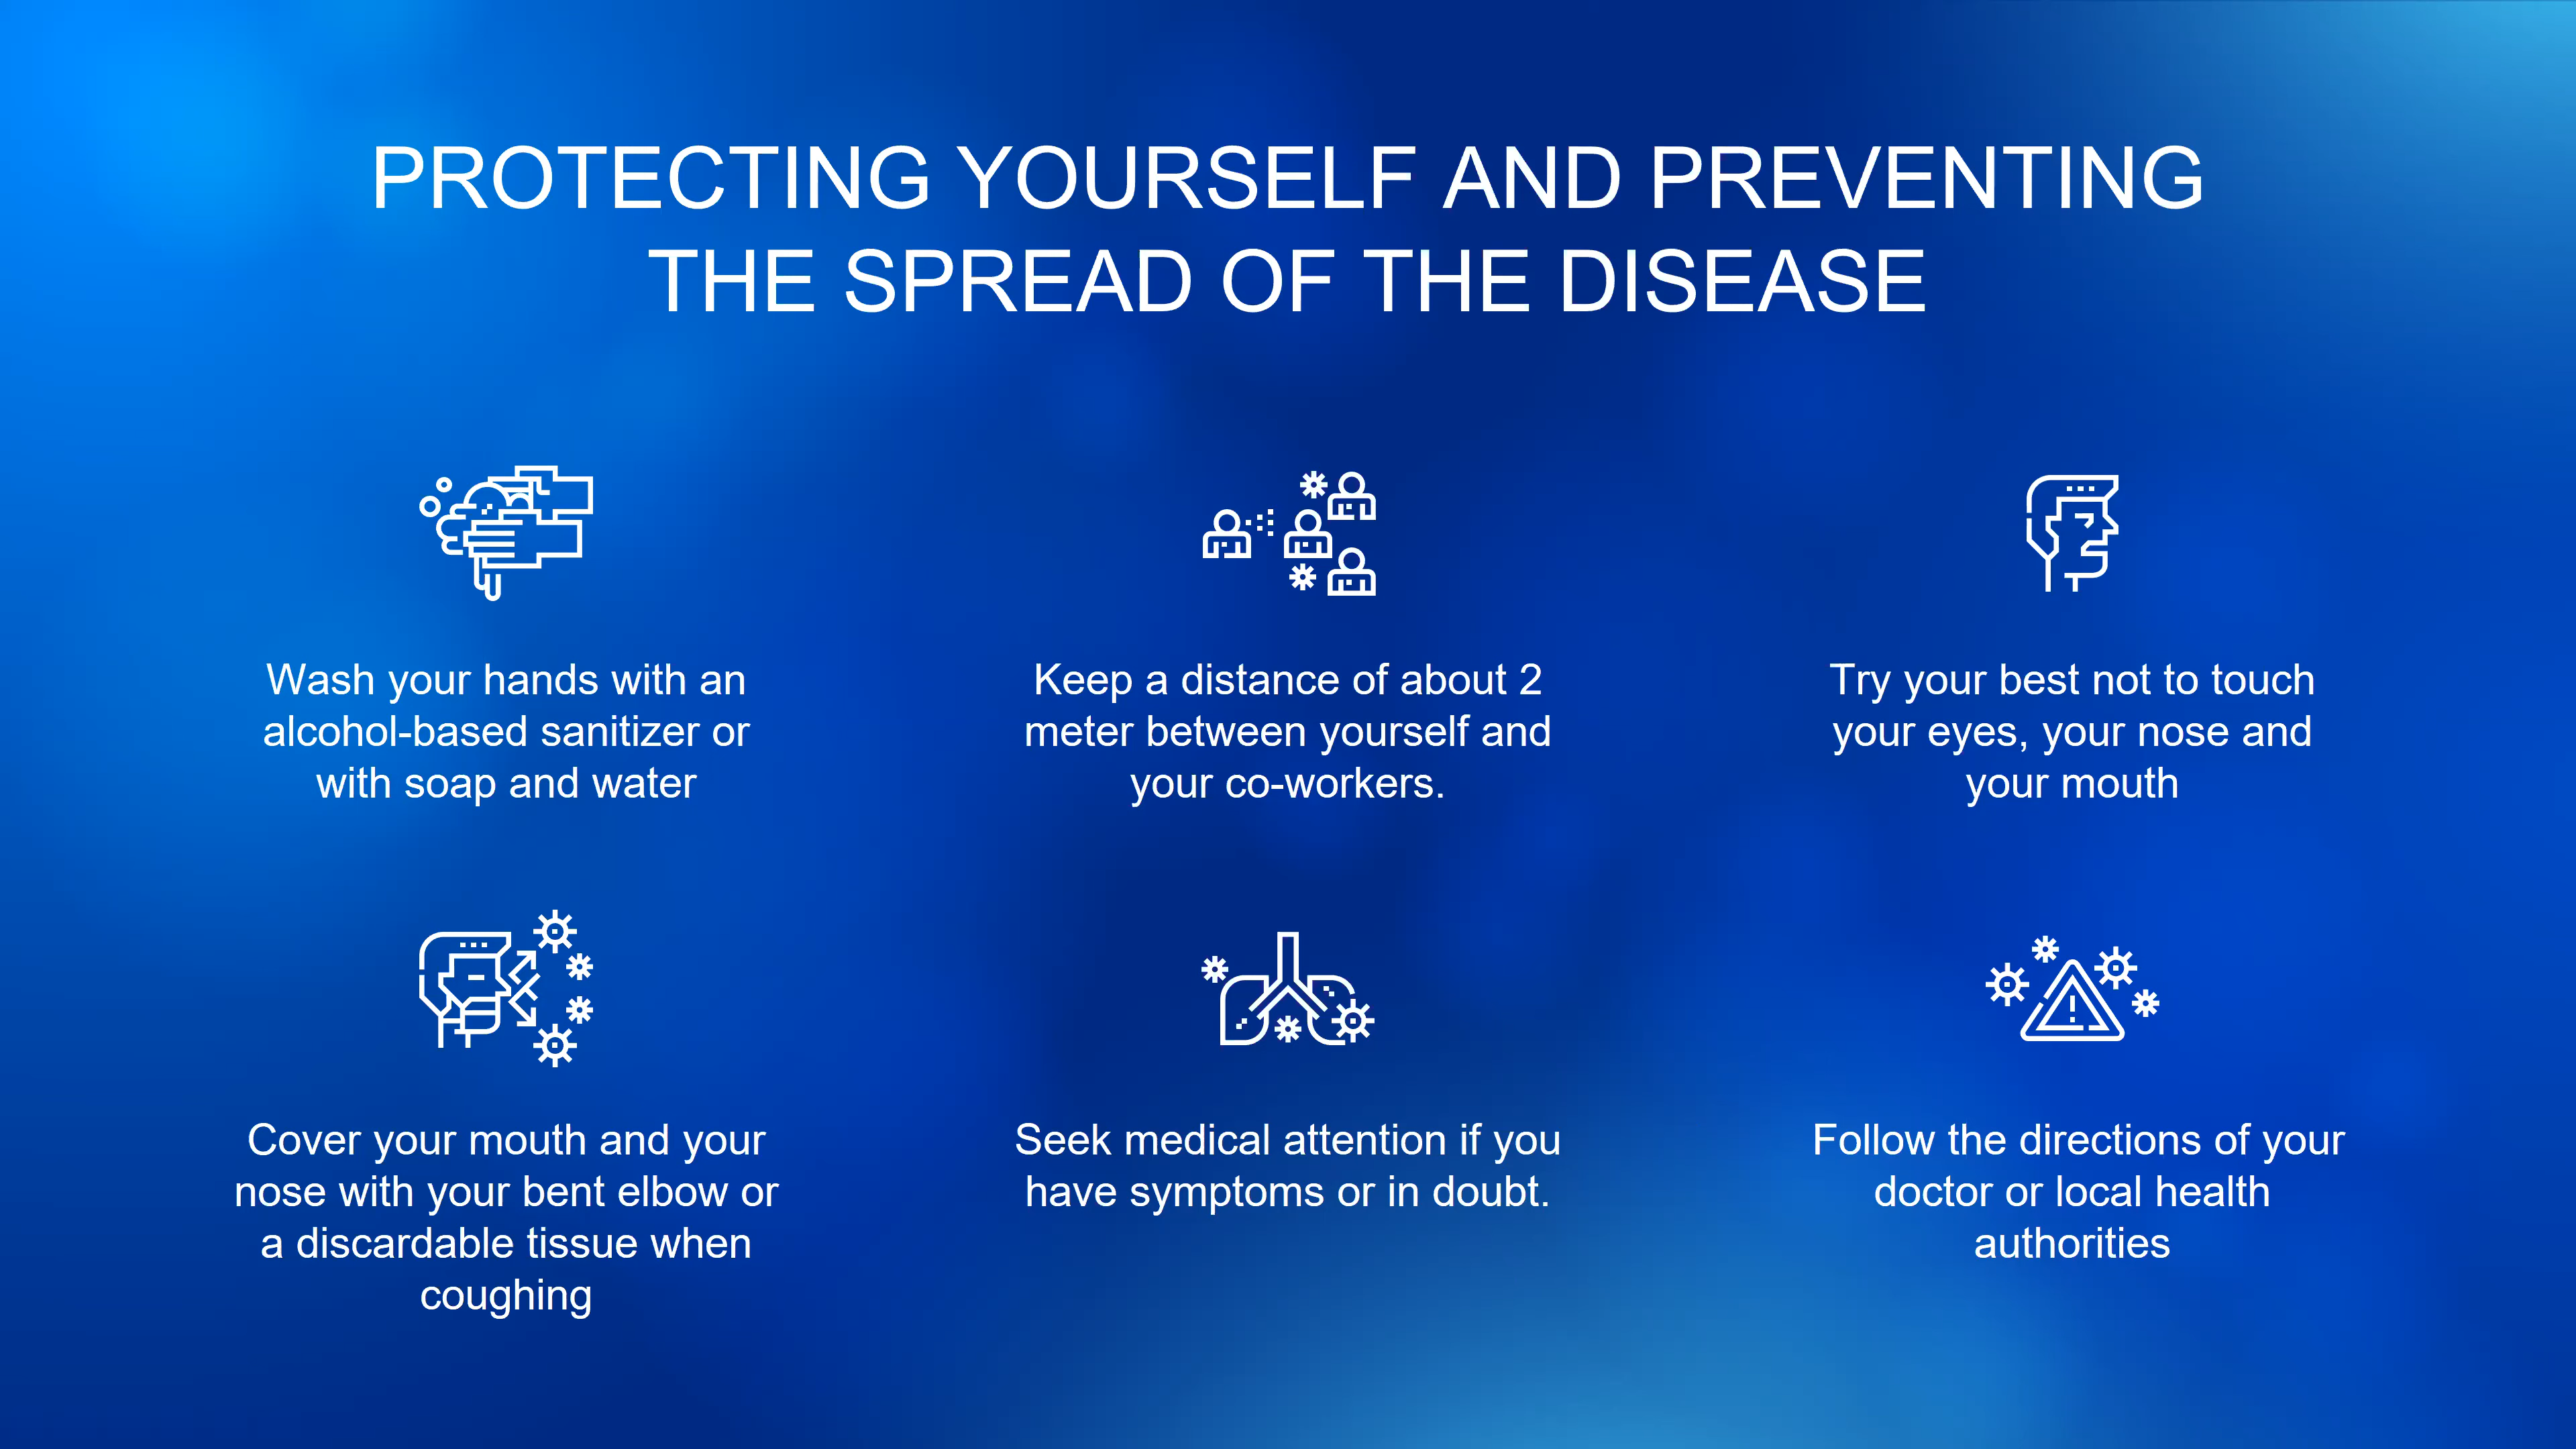 PROTECTING YOURSELF AND PREVENTING
THE SPREAD OF THE DISEASE
Wash your hands with an
alcohol-based sanitizer or
with soap and water
Keep a distance of about 2
meter between yourself and
your co-workers.
Try your best not to touch
your eyes, your nose and
your mouth
Cover your mouth and your
nose with your bent elbow or
a discardable tissue when
coughing
Seek medical attention if you
have symptoms or in doubt.
Follow the directions of your
doctor or local health
authorities